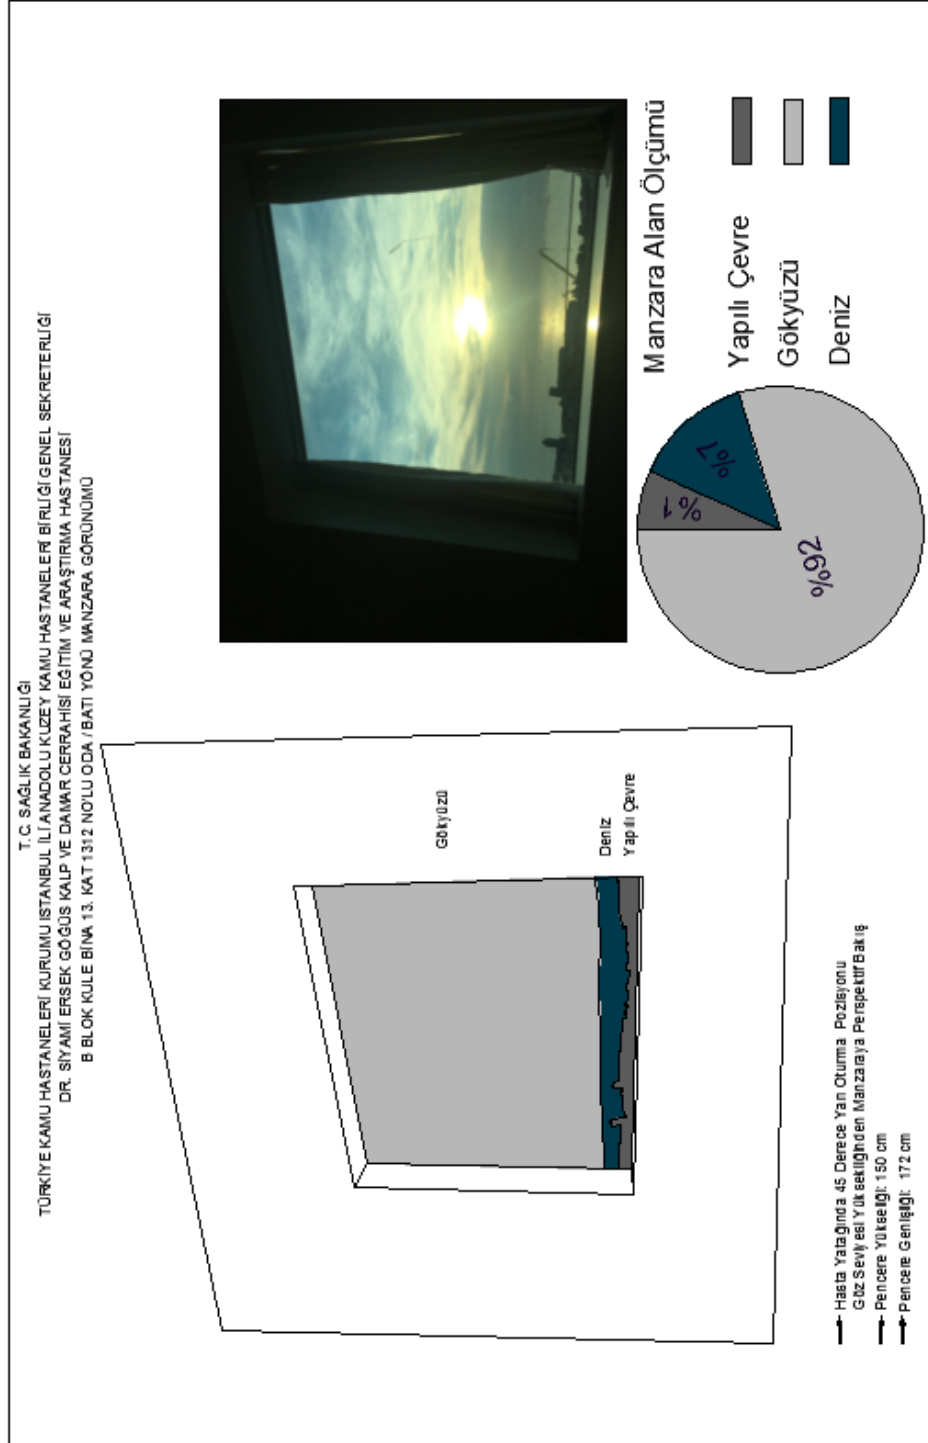 T.C. SAĞLIK BAKANLIĞI
TÜRKİYE KAMU HASTANELERİ KURUMU İSTANBUL İLİ ANADOLU KUZEY KAMU HASTANELERİ BİRLİĞİ GENEL SEKRETERLİĞİ
DR. SİYAMİ ERSEK GÖĞÜS KALP VE DAMAR CERRAHİSİ EĞİTİM VE ARAŞTIRMA HASTANESİ
B BLOK KULE BİNA 13. KAT 1312 NO'LU ODA / BATI YÖNÜ MANZARA GÖRÜNÜMÜ
Gökyüzü
Deniz
Yapılı Çevre
Hasta Yatağında 45 Derece Yan Oturma Pozisyonu
Göz Seviyesi Yüksekliğinden Manzaraya Perspektif Bakış
Pencere Yüksekliği: 150 cm
Pencere Genişliği: 172 cm
Manzara Alan Ölçümü
%1
%7
%92
Yapılı Çevre
Gökyüzü
Deniz